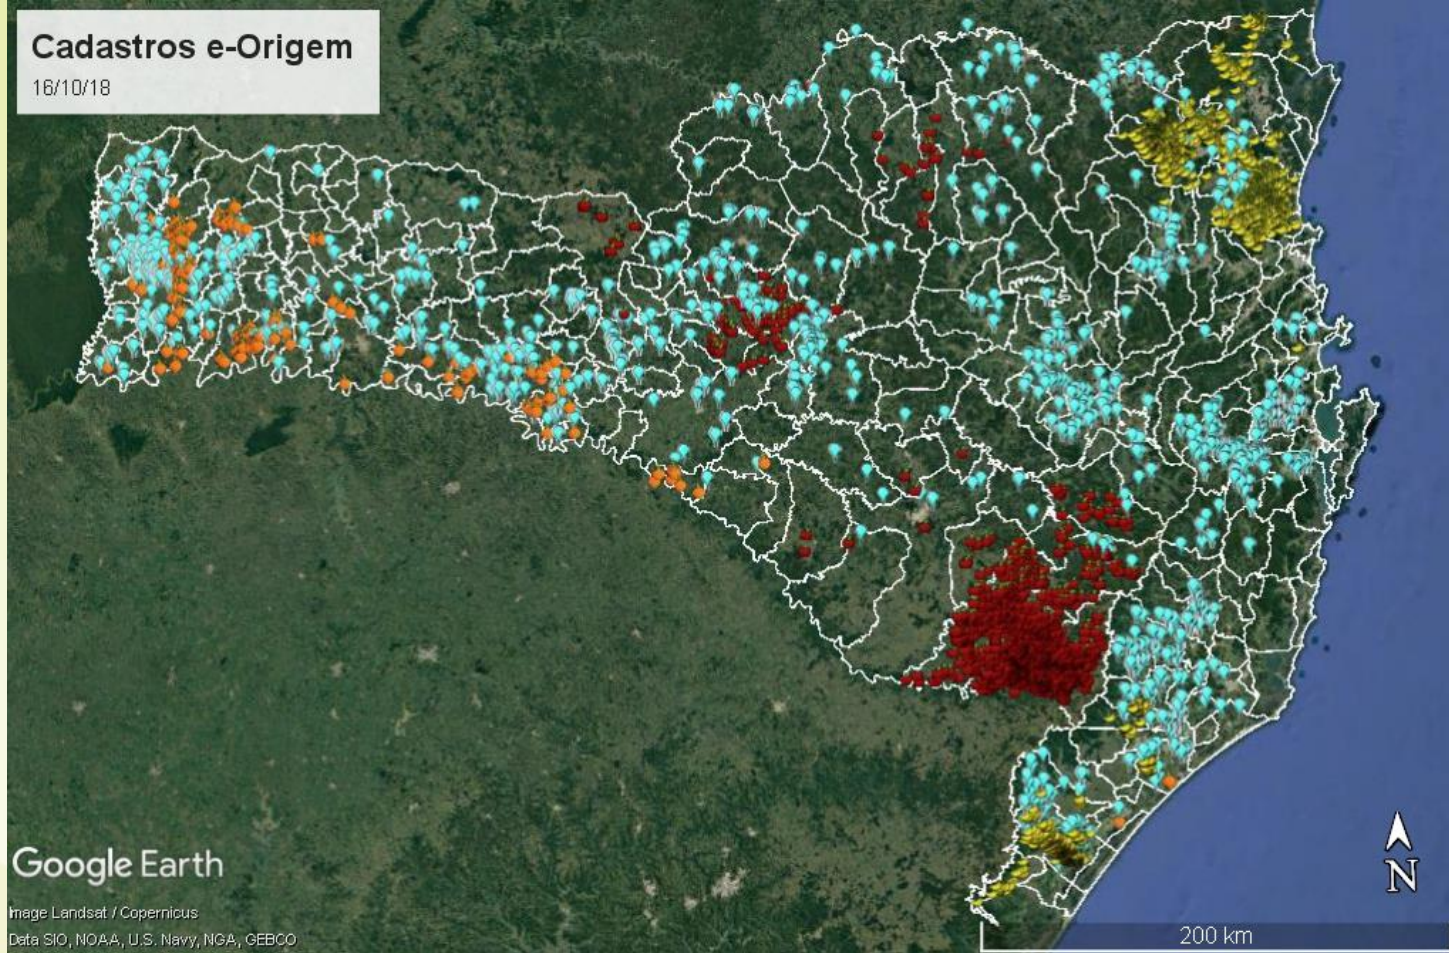 Cadastros e-Origem
16/10/18
Google Earth
Image Landsat / Copernicus
Data SIO, NOAA, U.S. Navy, NGA, GEBCO
N
200 km